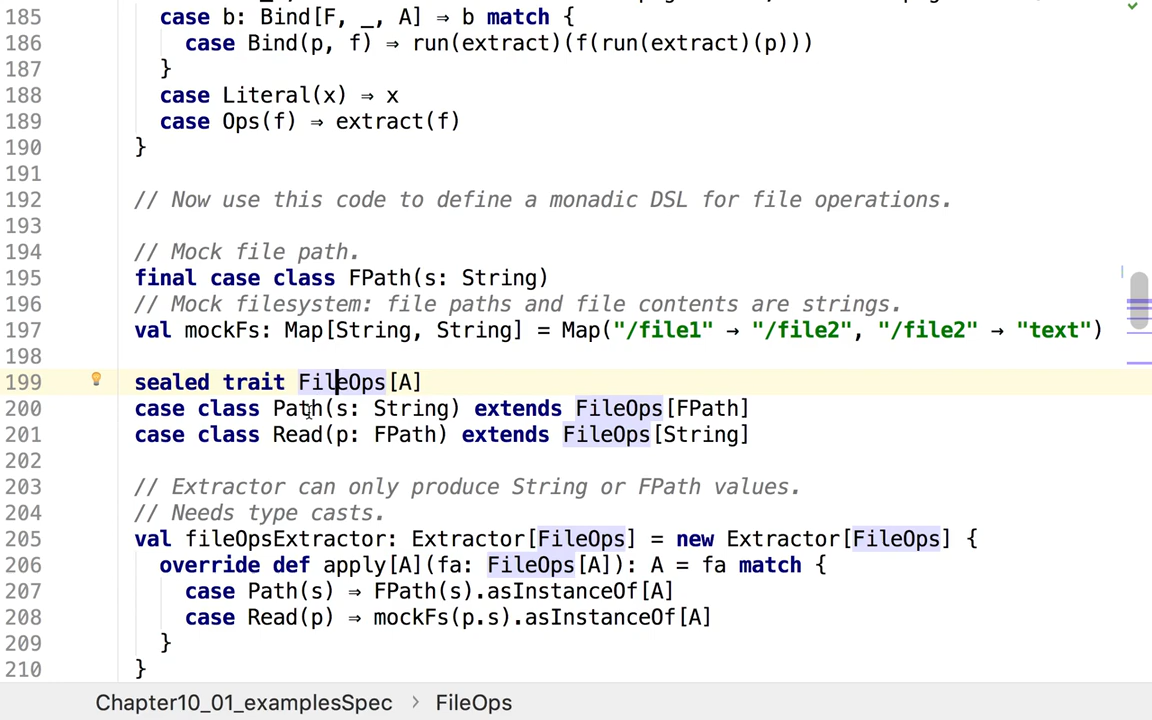 185 case b: Bind[F, _, A] ⇒ b match {
186 case Bind(p, f) ⇒ run(extract)(f(run(extract)(p)))
187 }
188 case Literal(x) ⇒ x
189 case Ops(f) ⇒ extract(f)
190 }
191
192 // Now use this code to define a monadic DSL for file operations.
193
194 // Mock file path.
195 final case class FPath(s: String)
196 // Mock filesystem: file paths and file contents are strings.
197 val mockFs: Map[String, String] = Map("/file1" → "/file2", "/file2" → "text")
198
199 sealed trait FileOps[A]
200 case class Path(s: String) extends FileOps[FPath]
201 case class Read(p: FPath) extends FileOps[String]
202
203 // Extractor can only produce String or FPath values.
204 // Needs type casts.
205 val fileOpsExtractor: Extractor[FileOps] = new Extractor[FileOps] {
206 override def apply[A](fa: FileOps[A]): A = fa match {
207 case Path(s) ⇒ FPath(s).asInstanceOf[A]
208 case Read(p) ⇒ mockFs(p.s).asInstanceOf[A]
209 }
210 }
Chapter10_01_examplesSpec › FileOps